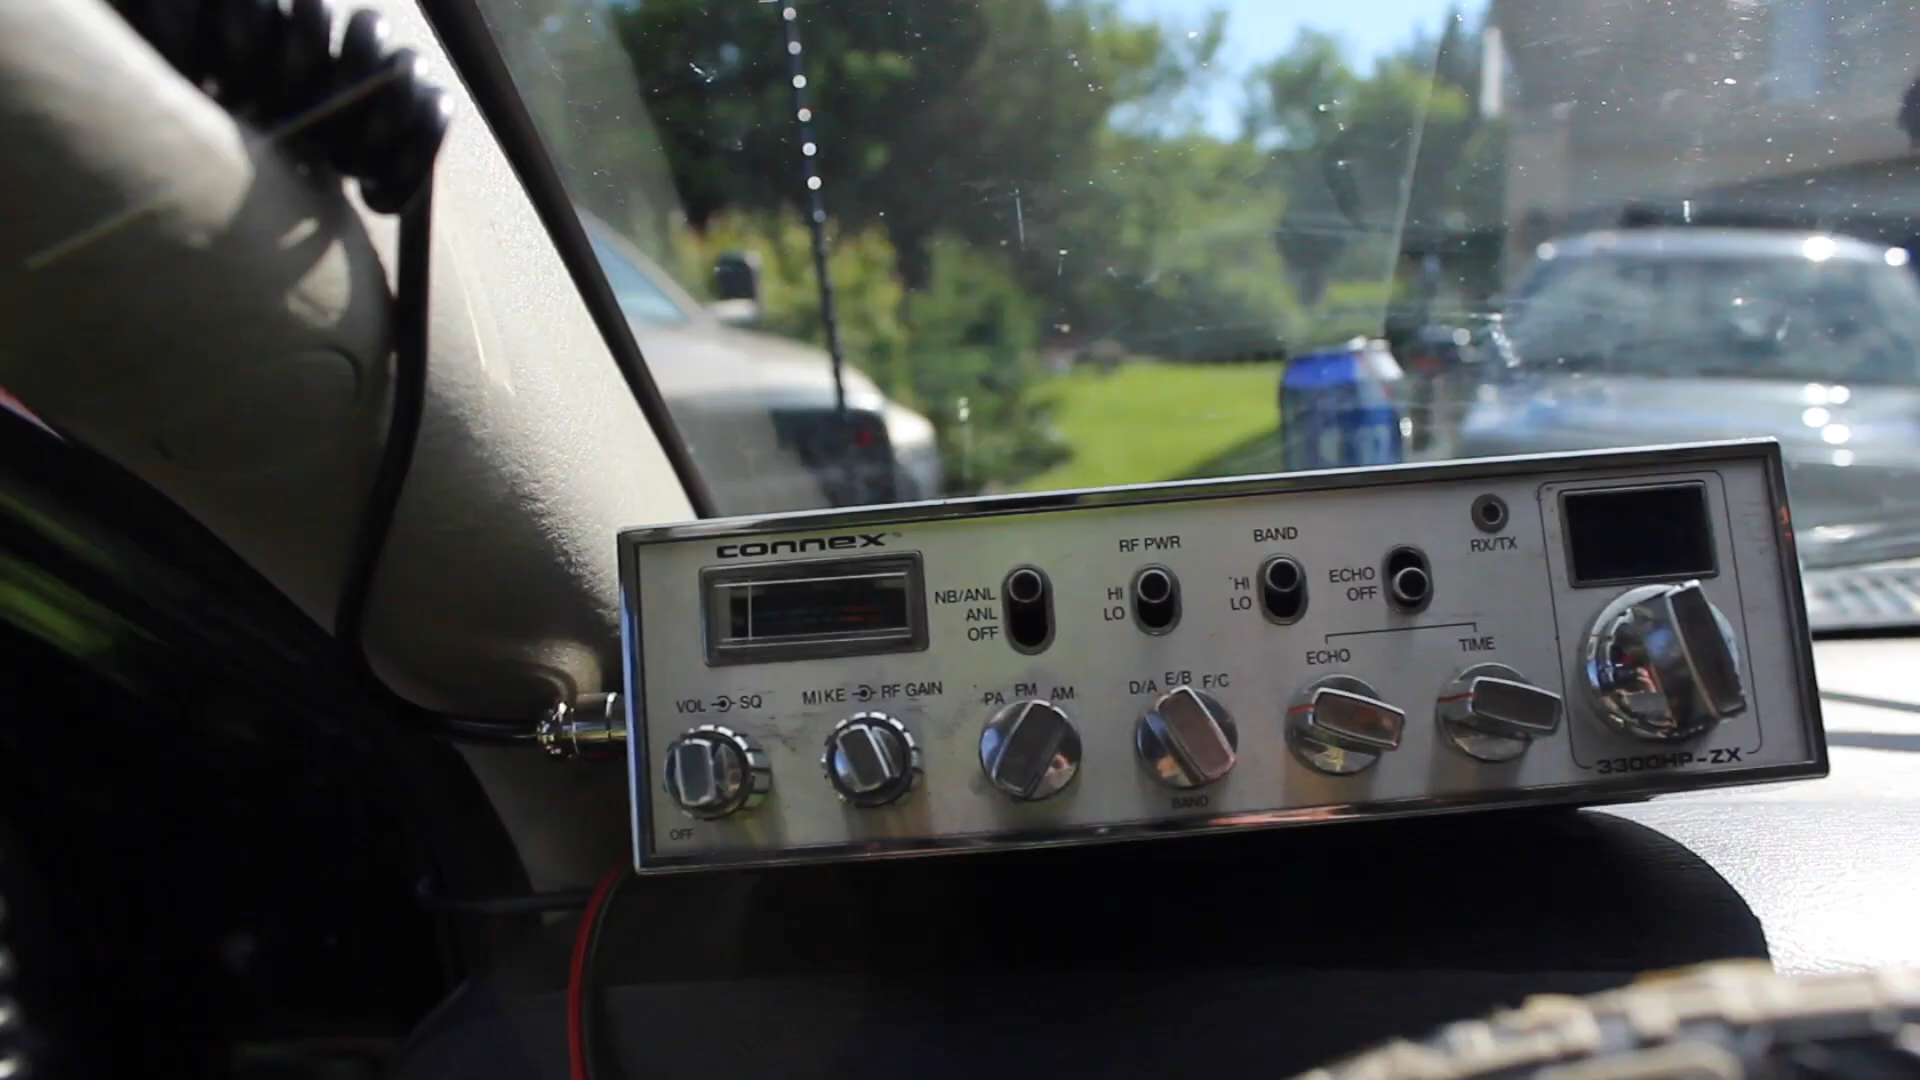 connex
NB/ANL
ANL
OFF
RF PWR
HI
LO
BAND
HI
LO
ECHO
OFF
RX/TX
ECHO
TIME
VOL SQ
MIKE RF GAIN
PA FM AM
D/A E/B F/C
OFF
BAND
3300HP-ZX